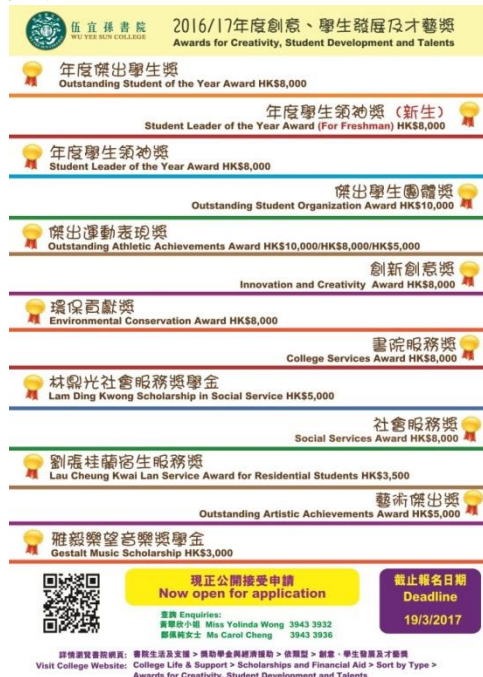 伍宜孫書院
WU YEE SUN COLLEGE
2016/17年度創意、學生發展及才藝獎
Awards for Creativity, Student Development and Talents
年度傑出學生獎
Outstanding Student of the Year Award HK$8,000
年度學生領袖獎（新生）
Student Leader of the Year Award (For Freshman) HK$8,000
年度學生領袖獎
Student Leader of the Year Award HK$8,000
傑出學生團體獎
Outstanding Student Organization Award HK$10,000
傑出運動表現獎
Outstanding Athletic Achievements Award HK$10,000/HK$8,000/HK$5,000
創新創意獎
Innovation and Creativity Award HK$8,000
環保貢獻獎
Environmental Conservation Award HK$8,000
書院服務獎
College Services Award HK$8,000
林鼎光社會服務獎學金
Lam Ding Kwong Scholarship in Social Service HK$5,000
社會服務獎
Social Services Award HK$8,000
劉張桂蘭宿生服務獎
Lau Cheung Kwai Lan Service Award for Residential Students HK$3,500
藝術傑出獎
Outstanding Artistic Achievements Award HK$5,000
雅毅樂望音樂獎學金
Gestalt Music Scholarship HK$3,000
現正公開接受申請
Now open for application
查詢 Enquiries:
黃翠欣小姐 Miss Yolinda Wong 3943 3932
鄭佩純女士 Ms Carol Cheng 3943 3936
截止報名日期
Deadline
19/3/2017
詳情瀏覽書院網頁: 書院生活及支援 > 獎助學金與經濟援助 > 依類型 > 創意、學生發展及才藝獎
Visit College Website: College Life & Support > Scholarships and Financial Aid > Sort by Type >
Awards for Creativity, Student Development and Talents